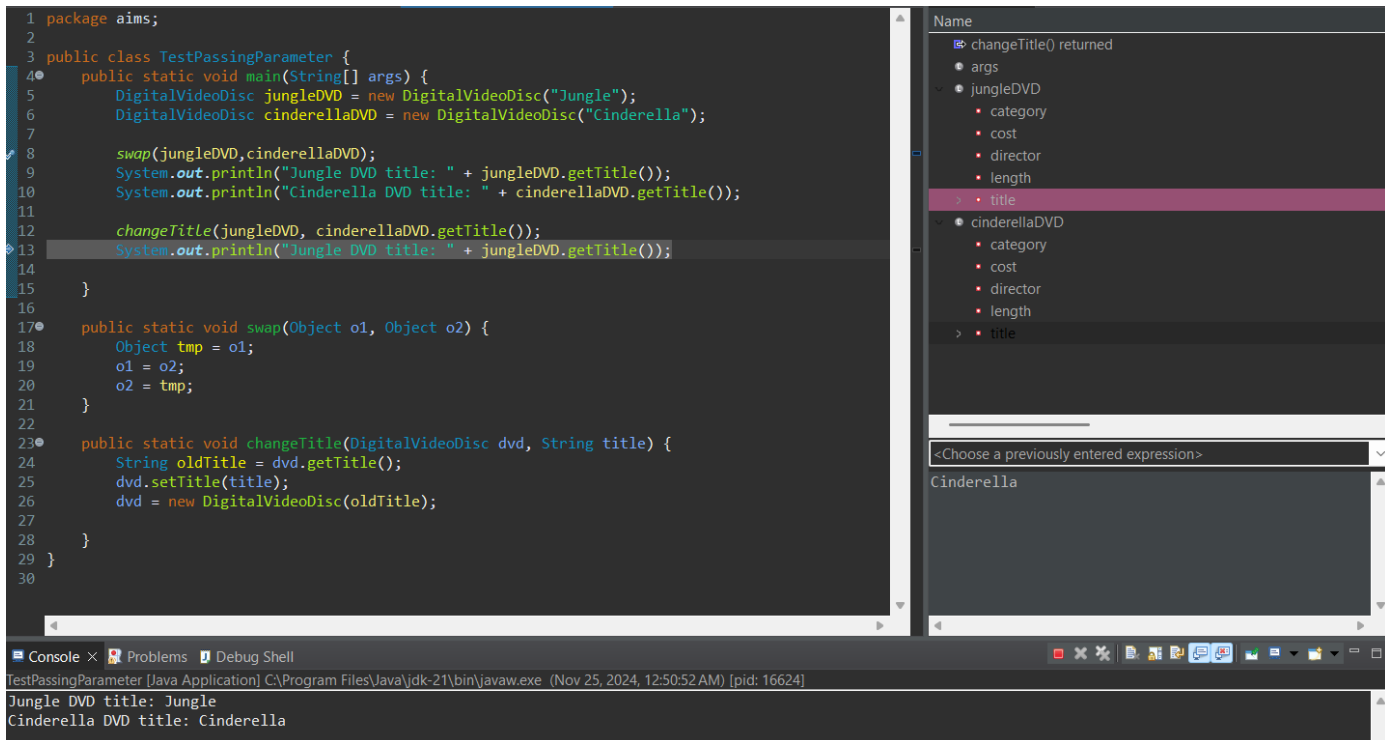 1 package aims;
2
3 public class TestPassingParameter {
4 public static void main(String[] args) {
5 DigitalVideoDisc jungleDVD = new DigitalVideoDisc("Jungle");
6 DigitalVideoDisc cinderellaDVD = new DigitalVideoDisc("Cinderella");
7
8 swap(jungleDVD,cinderellaDVD);
9 System.out.println("Jungle DVD title: " + jungleDVD.getTitle());
10 System.out.println("Cinderella DVD title: " + cinderellaDVD.getTitle());
11
12 changeTitle(jungleDVD, cinderellaDVD.getTitle());
13 System.out.println("Jungle DVD title: " + jungleDVD.getTitle());
14
15 }
16
17 public static void swap(Object o1, Object o2) {
18 Object tmp = o1;
19 o1 = o2;
20 o2 = tmp;
21 }
22
23 public static void changeTitle(DigitalVideoDisc dvd, String title) {
24 String oldTitle = dvd.getTitle();
25 dvd.setTitle(title);
26 dvd = new DigitalVideoDisc(oldTitle);
27
28 }
29 }
30
Name
changeTitle() returned
args
jungleDVD
category
cost
director
length
title
cinderellaDVD
category
cost
director
length
title
<Choose a previously entered expression>
Cinderella
Console Problems Debug Shell
TestPassingParameter [Java Application] C:\Program Files\Java\jdk-21\bin\javaw.exe (Nov 25, 2024, 12:50:52 AM) [pid: 16624]
Jungle DVD title: Jungle
Cinderella DVD title: Cinderella